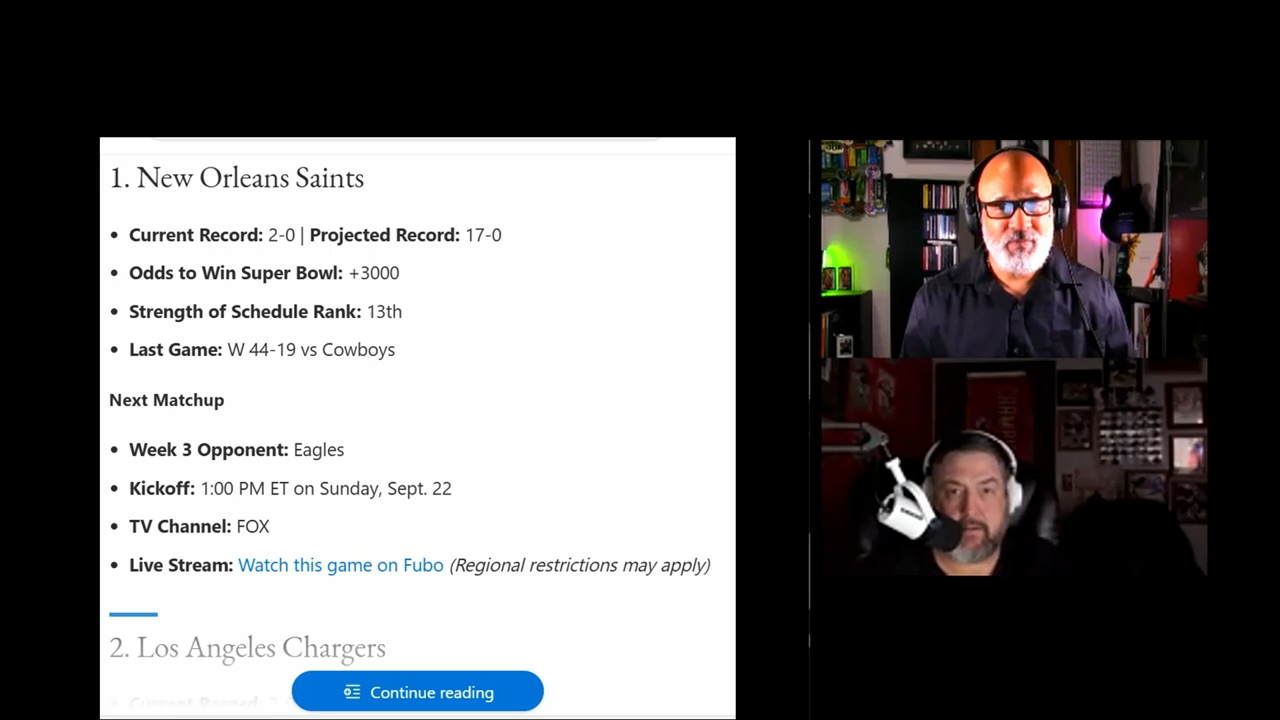 1. New Orleans Saints
• Current Record: 2-0 | Projected Record: 17-0
• Odds to Win Super Bowl: +3000
• Strength of Schedule Rank: 13th
• Last Game: W 44-19 vs Cowboys
Next Matchup
• Week 3 Opponent: Eagles
• Kickoff: 1:00 PM ET on Sunday, Sept. 22
• TV Channel: FOX
• Live Stream: Watch this game on Fubo (Regional restrictions may apply)
2. Los Angeles Chargers
• Current Record:
Continue reading